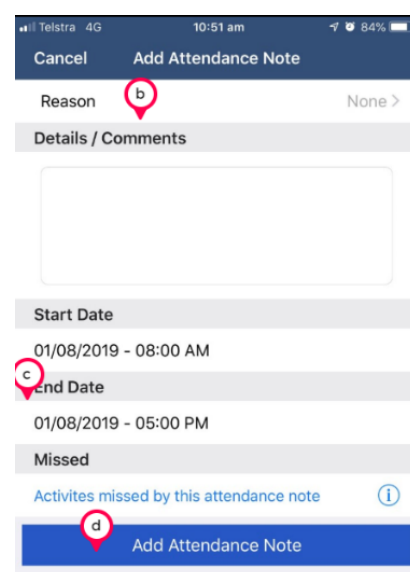 Telstra 4G 10:51 am 84%
Cancel Add Attendance Note
Reason b None >
Details / Comments
Start Date
01/08/2019 - 08:00 AM
c
End Date
01/08/2019 - 05:00 PM
Missed
Activites missed by this attendance note i
d
Add Attendance Note